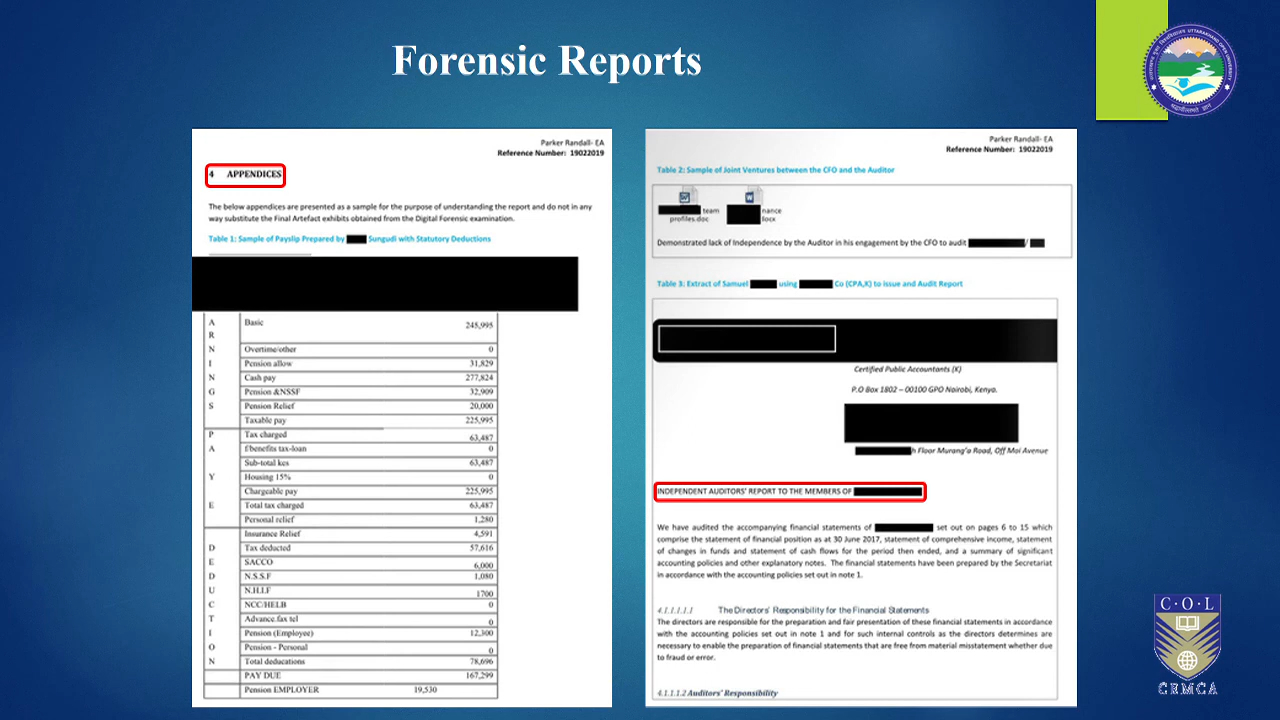 Forensic Reports
Parker Randall- EA
Reference Number: 19022019
4 APPENDICES
The below appendices are presented as a sample for the purpose of understanding the report and do not in any
way substitute the Final Artefact exhibits obtained from the Digital Forensic examination.
Table 1: Sample of Payslip Prepared by Sungudi with Statutory Deductions
A Basic 245,995
R
N Overtime/other 0
I Pension allow 31,829
N Cash pay 277,824
G Pension &NSSF 32,909
S Pension Relief 20,000
Taxable pay 225,995
P Tax charged 63,487
A f/benefits tax-loan 0
Sub-total kes 63,487
Y Housing 15% 0
Chargeable pay 225,995
E Total tax charged 63,487
Personal relief 1,280
Insurance Relief 4,591
D Tax deducted 57,616
E SACCO 6,000
D N.S.S.F 1,080
U N.H.I.F 1700
C NCC/HELB 0
T Advance.fax tel 0
I Pension (Employee) 12,300
O Pension - Personal 0
N Total deducations 78,696
PAY DUE 167,299
Pension EMPLOYER 19,530
Parker Randall- EA
Reference Number: 19022019
Table 2: Sample of Joint Ventures between the CFO and the Auditor
team
profiles.doc
nance
docx
Demonstrated lack of Independence by the Auditor in his engagement by the CFO to audit /
Table 3: Extract of Samuel using Co (CPA,K) to issue and Audit Report
Certified Public Accountants (K)
P.O Box 1802 – 00100 GPO Nairobi, Kenya.
h Floor Murang'a Road, Off Moi Avenue
INDEPENDENT AUDITORS' REPORT TO THE MEMBERS OF
We have audited the accompanying financial statements of set out on pages 6 to 15 which
comprise the statement of financial position as at 30 June 2017, statement of comprehensive income, statement
of changes in funds and statement of cash flows for the period then ended, and a summary of significant
accounting policies and other explanatory notes. The financial statements have been prepared by the Secretariat
in accordance with the accounting policies set out in note 1.
4.1.1.1.1 The Directors' Responsibility for the Financial Statements
The directors are responsible for the preparation and fair presentation of these financial statements in accordance
with the accounting policies set out in note 1 and for such internal controls as the directors determines are
necessary to enable the preparation of financial statements that are free from material misstatement whether due
to fraud or error.
4.1.1.1.2 Auditors' Responsibility
UTTARAKHAND OPEN UNIVERSITY
C·O·L
CRMCA